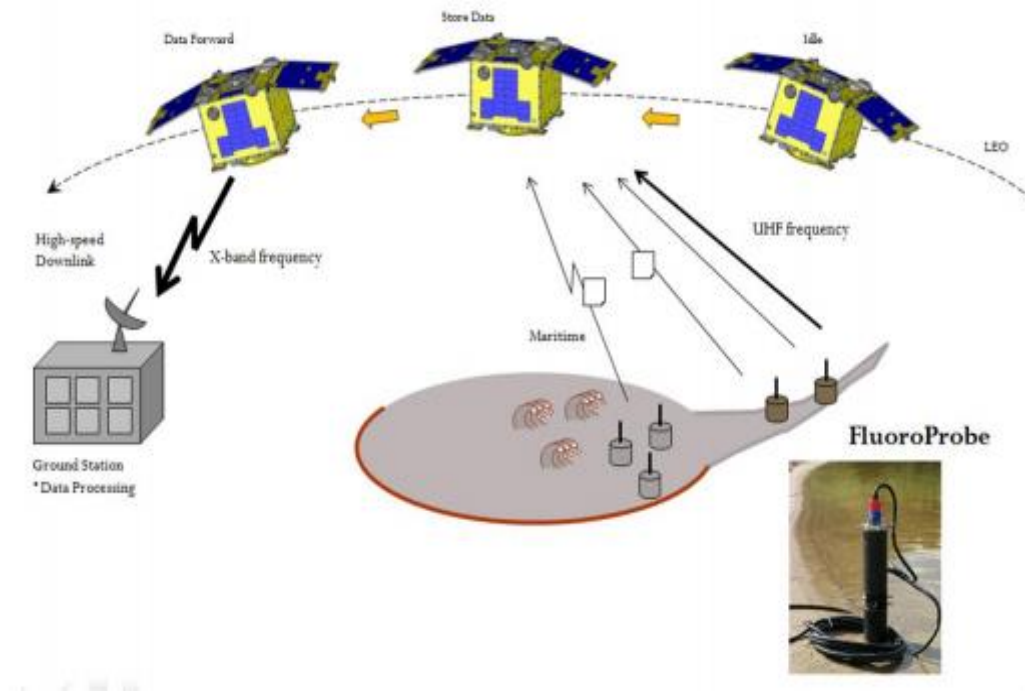 Store Data
Data Forward
Idle
LEO
High-speed
Downlink
X-band frequency
UHF frequency
Maritime
FluoroProbe
Ground Station
*Data Processing